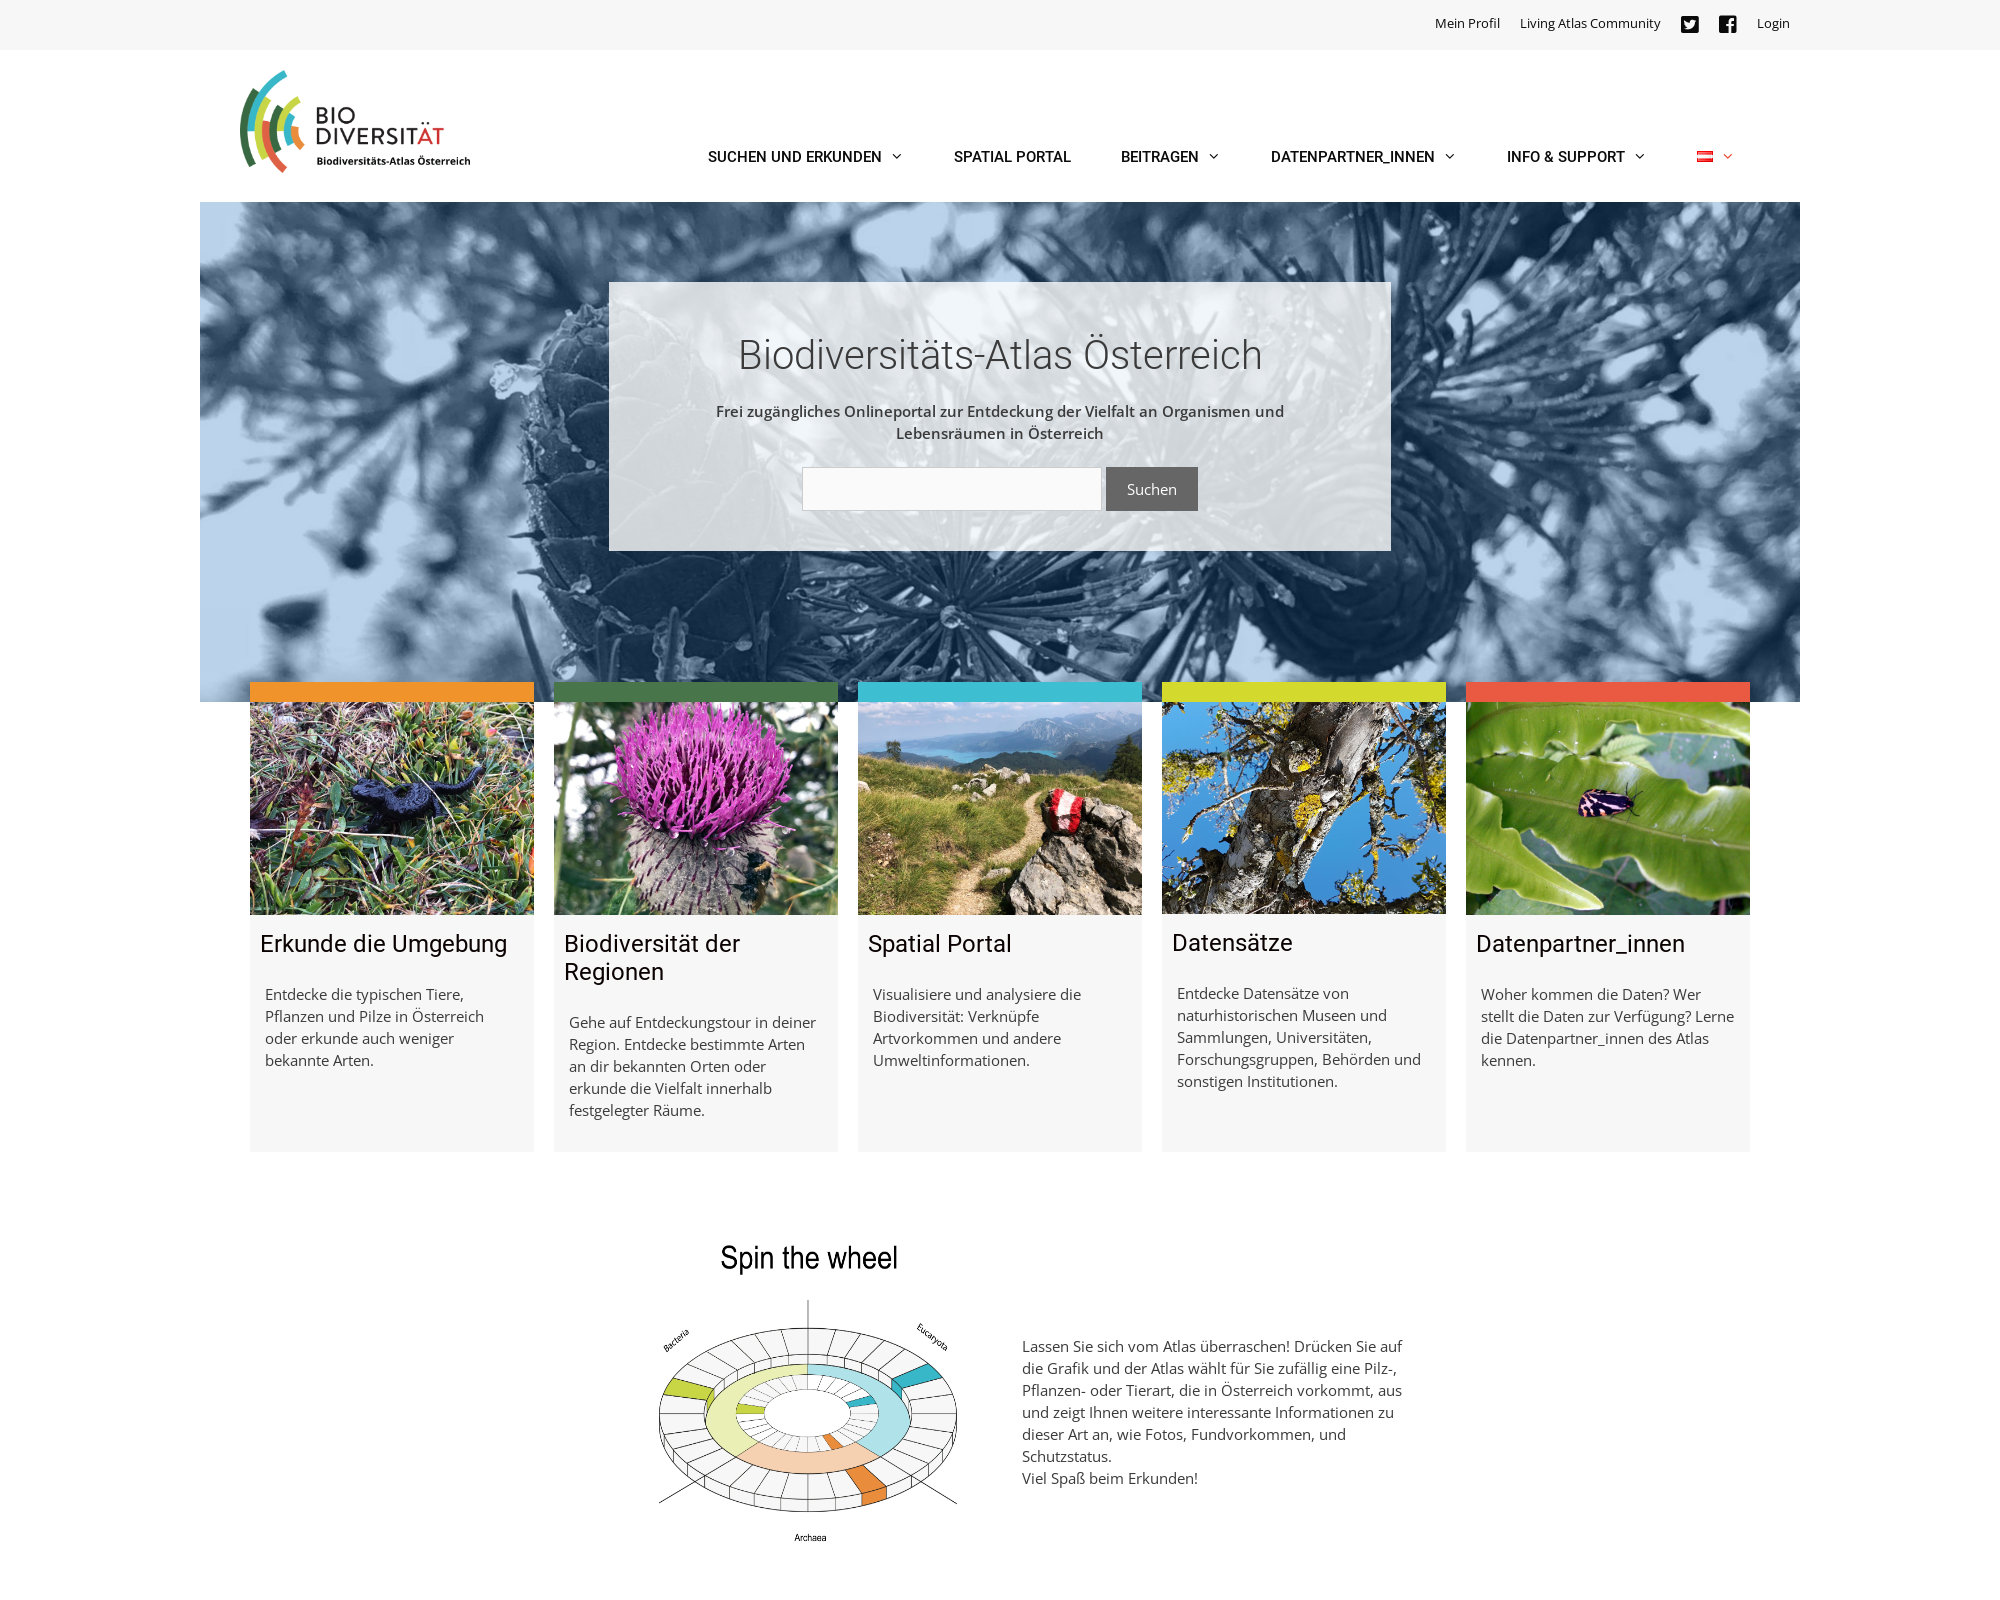 Mein Profil Living Atlas Community Login
BIO
DIVERSITÄT
Biodiversitäts-Atlas Österreich
SUCHEN UND ERKUNDEN SPATIAL PORTAL BEITRAGEN DATENPARTNER_INNEN INFO & SUPPORT
Biodiversitäts-Atlas Österreich
Frei zugängliches Onlineportal zur Entdeckung der Vielfalt an Organismen und
Lebensräumen in Österreich
Suchen
Erkunde die Umgebung
Entdecke die typischen Tiere,
Pflanzen und Pilze in Österreich
oder erkunde auch weniger
bekannte Arten.
Biodiversität der
Regionen
Gehe auf Entdeckungstour in deiner
Region. Entdecke bestimmte Arten
an dir bekannten Orten oder
erkunde die Vielfalt innerhalb
festgelegter Räume.
Spatial Portal
Visualisiere und analysiere die
Biodiversität: Verknüpfe
Artvorkommen und andere
Umweltinformationen.
Datensätze
Entdecke Datensätze von
naturhistorischen Museen und
Sammlungen, Universitäten,
Forschungsgruppen, Behörden und
sonstigen Institutionen.
Datenpartner_innen
Woher kommen die Daten? Wer
stellt die Daten zur Verfügung? Lerne
die Datenpartner_innen des Atlas
kennen.
Spin the wheel
Bacteria
Eucaryota
Archaea
Lassen Sie sich vom Atlas überraschen! Drücken Sie auf
die Grafik und der Atlas wählt für Sie zufällig eine Pilz-,
Pflanzen- oder Tierart, die in Österreich vorkommt, aus
und zeigt Ihnen weitere interessante Informationen zu
dieser Art an, wie Fotos, Fundvorkommen, und
Schutzstatus.
Viel Spaß beim Erkunden!